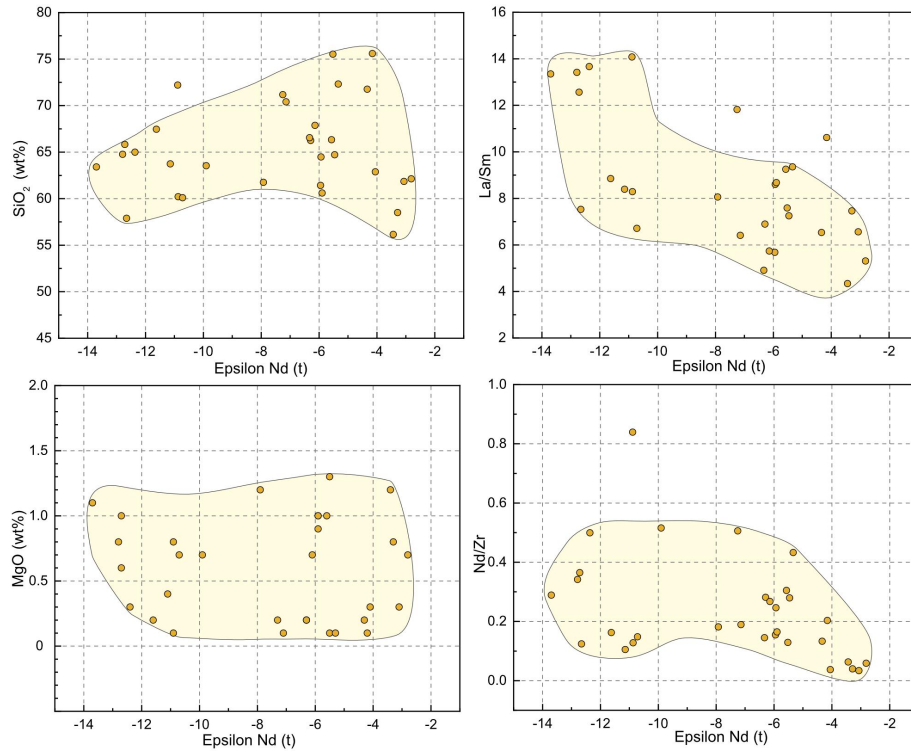 80
75
70
65
60
55
50
45
SiO₂ (wt%)
-14 -12 -10 -8 -6 -4 -2
Epsilon Nd (t)
16
14
12
10
8
6
4
2
La/Sm
-14 -12 -10 -8 -6 -4 -2
Epsilon Nd (t)
2.0
1.5
1.0
0.5
0
MgO (wt%)
-14 -12 -10 -8 -6 -4 -2
Epsilon Nd (t)
1.0
0.8
0.6
0.4
0.2
0.0
Nd/Zr
-14 -12 -10 -8 -6 -4 -2
Epsilon Nd (t)